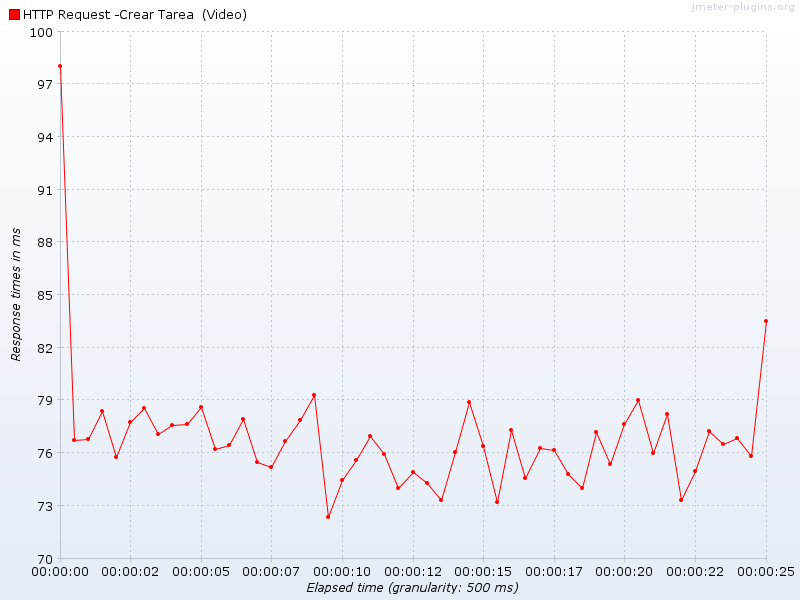 jmeter-plugins.org
HTTP Request -Crear Tarea (Video)
100
97
94
91
88
85
82
79
76
73
70
Response times in ms
00:00:00 00:00:02 00:00:05 00:00:07 00:00:10 00:00:12 00:00:15 00:00:17 00:00:20 00:00:22 00:00:25
Elapsed time (granularity: 500 ms)